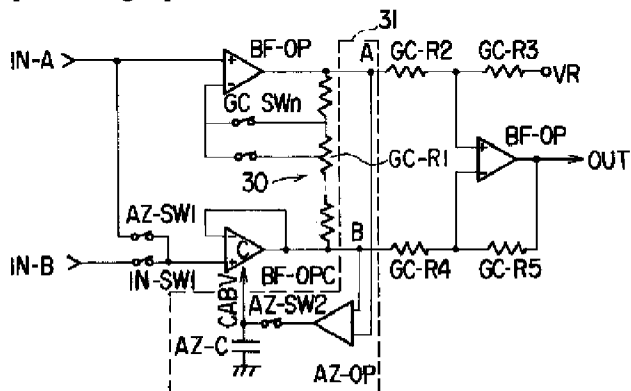 31
BF-OP
A
GC-R2
GC-R3
IN-A
+
-
VR
GC SWn
BF-OP
+
-
OUT
GC-R1
30
AZ-SW1
B
IN-B
C
+
-
IN-SW1
BF-OPC
GC-R4
GC-R5
CABV
AZ-SW2
AZ-C
AZ-OP